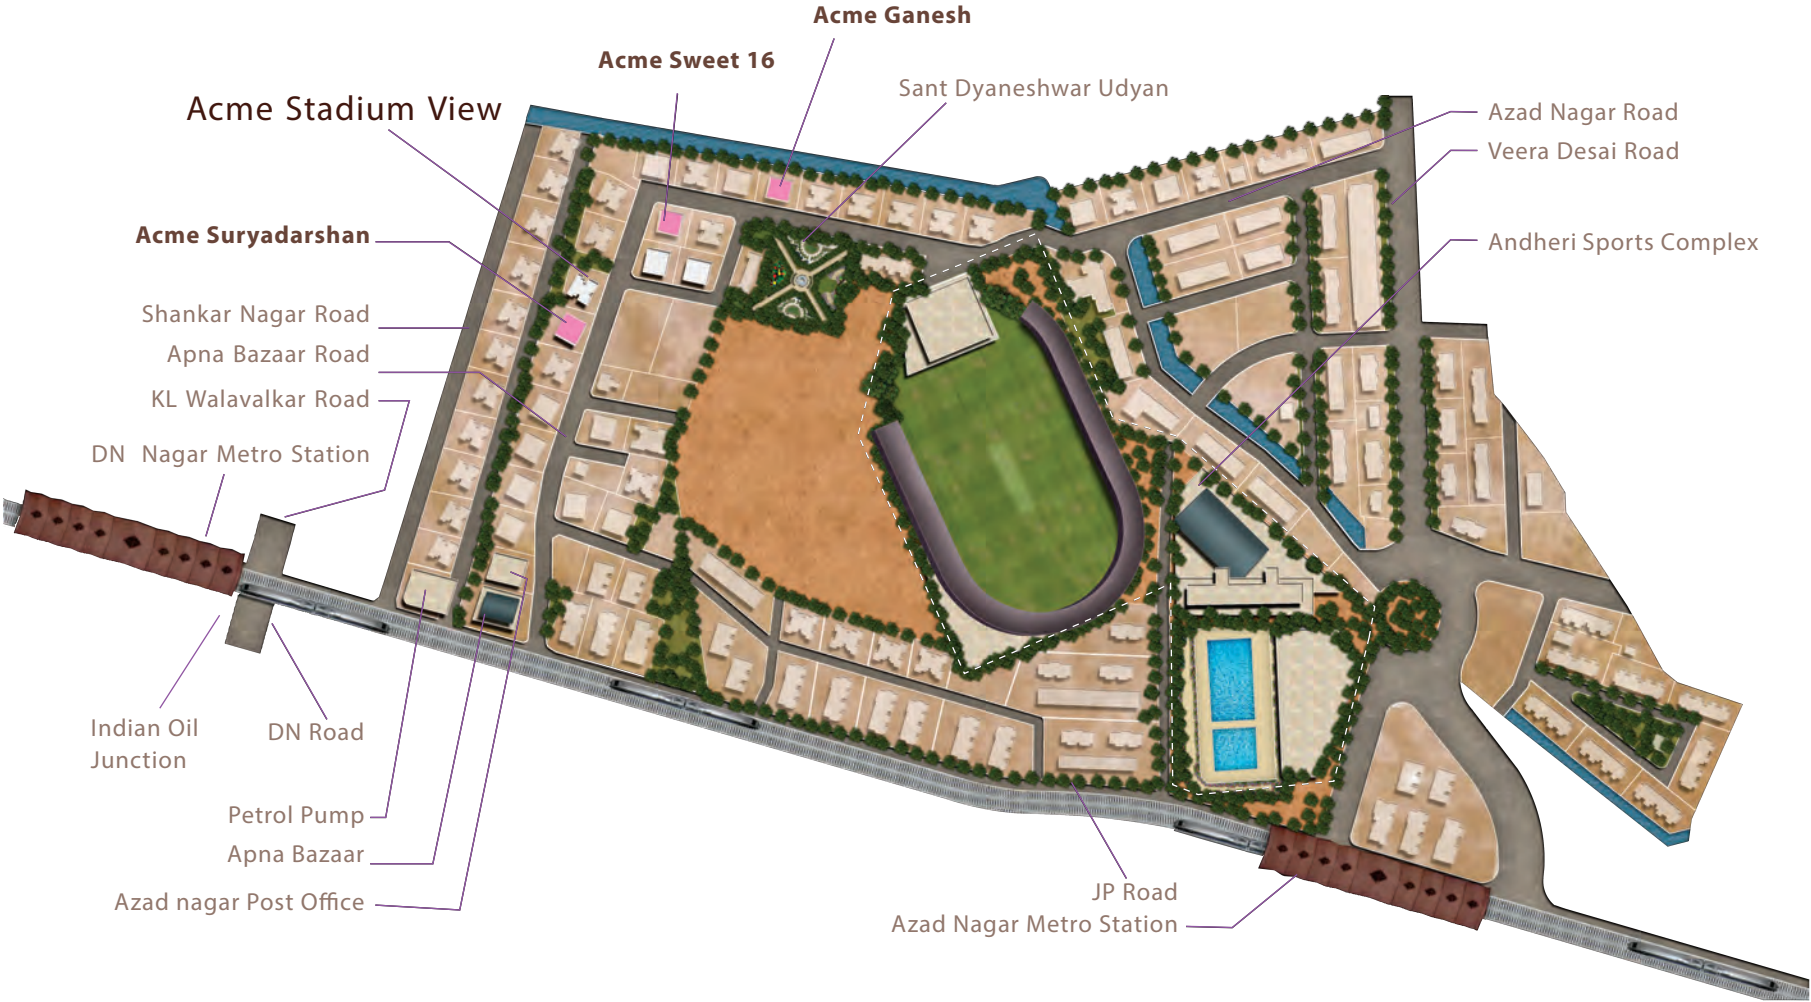 Acme Ganesh
Acme Sweet 16
Sant Dyaneshwar Udyan
Acme Stadium View
Azad Nagar Road
Veera Desai Road
Acme Suryadarshan
Andheri Sports Complex
Shankar Nagar Road
Apna Bazaar Road
KL Walavalkar Road
DN Nagar Metro Station
Indian Oil
Junction
DN Road
Petrol Pump
Apna Bazaar
Azad nagar Post Office
JP Road
Azad Nagar Metro Station